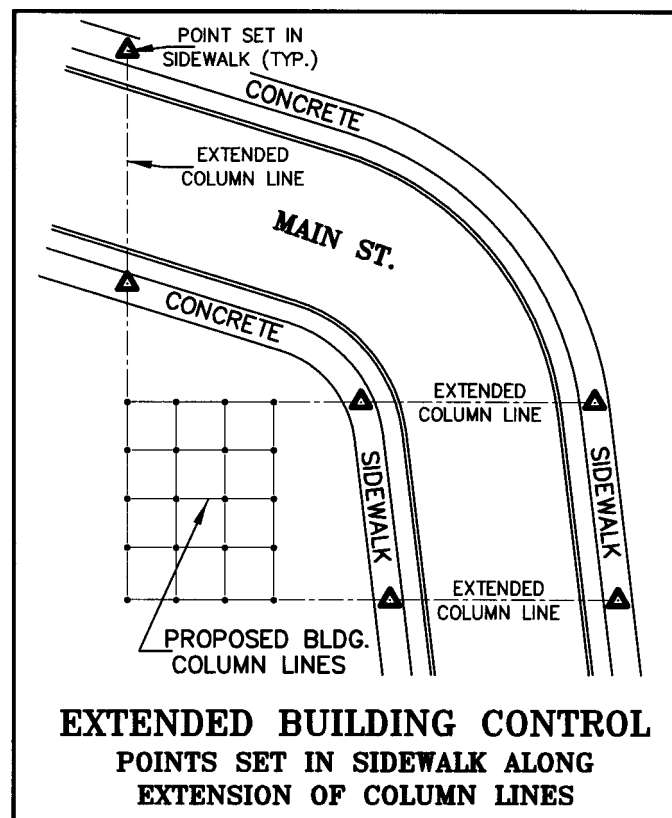 POINT SET IN
SIDEWALK (TYP.)
CONCRETE
EXTENDED
COLUMN LINE
MAIN ST.
CONCRETE
EXTENDED
COLUMN LINE
SIDEWALK
SIDEWALK
EXTENDED
COLUMN LINE
PROPOSED BLDG.
COLUMN LINES
EXTENDED BUILDING CONTROL
POINTS SET IN SIDEWALK ALONG
EXTENSION OF COLUMN LINES